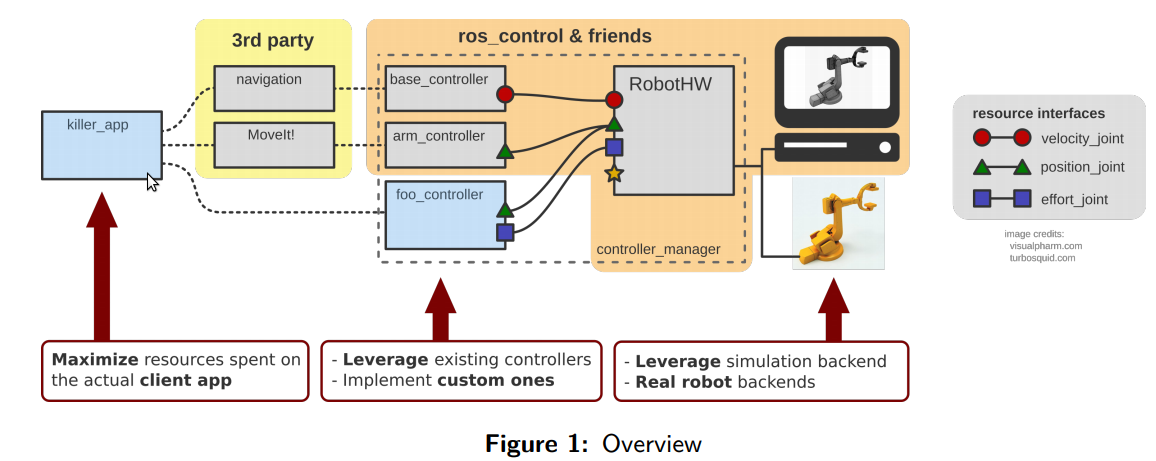 3rd party
ros_control & friends
navigation
base_controller
RobotHW
killer_app
MoveIt!
arm_controller
foo_controller
controller_manager
resource interfaces
velocity_joint
position_joint
effort_joint
image credits:
visualpharm.com
turbosquid.com
Maximize resources spent on
the actual client app
- Leverage existing controllers
- Implement custom ones
- Leverage simulation backend
- Real robot backends
Figure 1: Overview